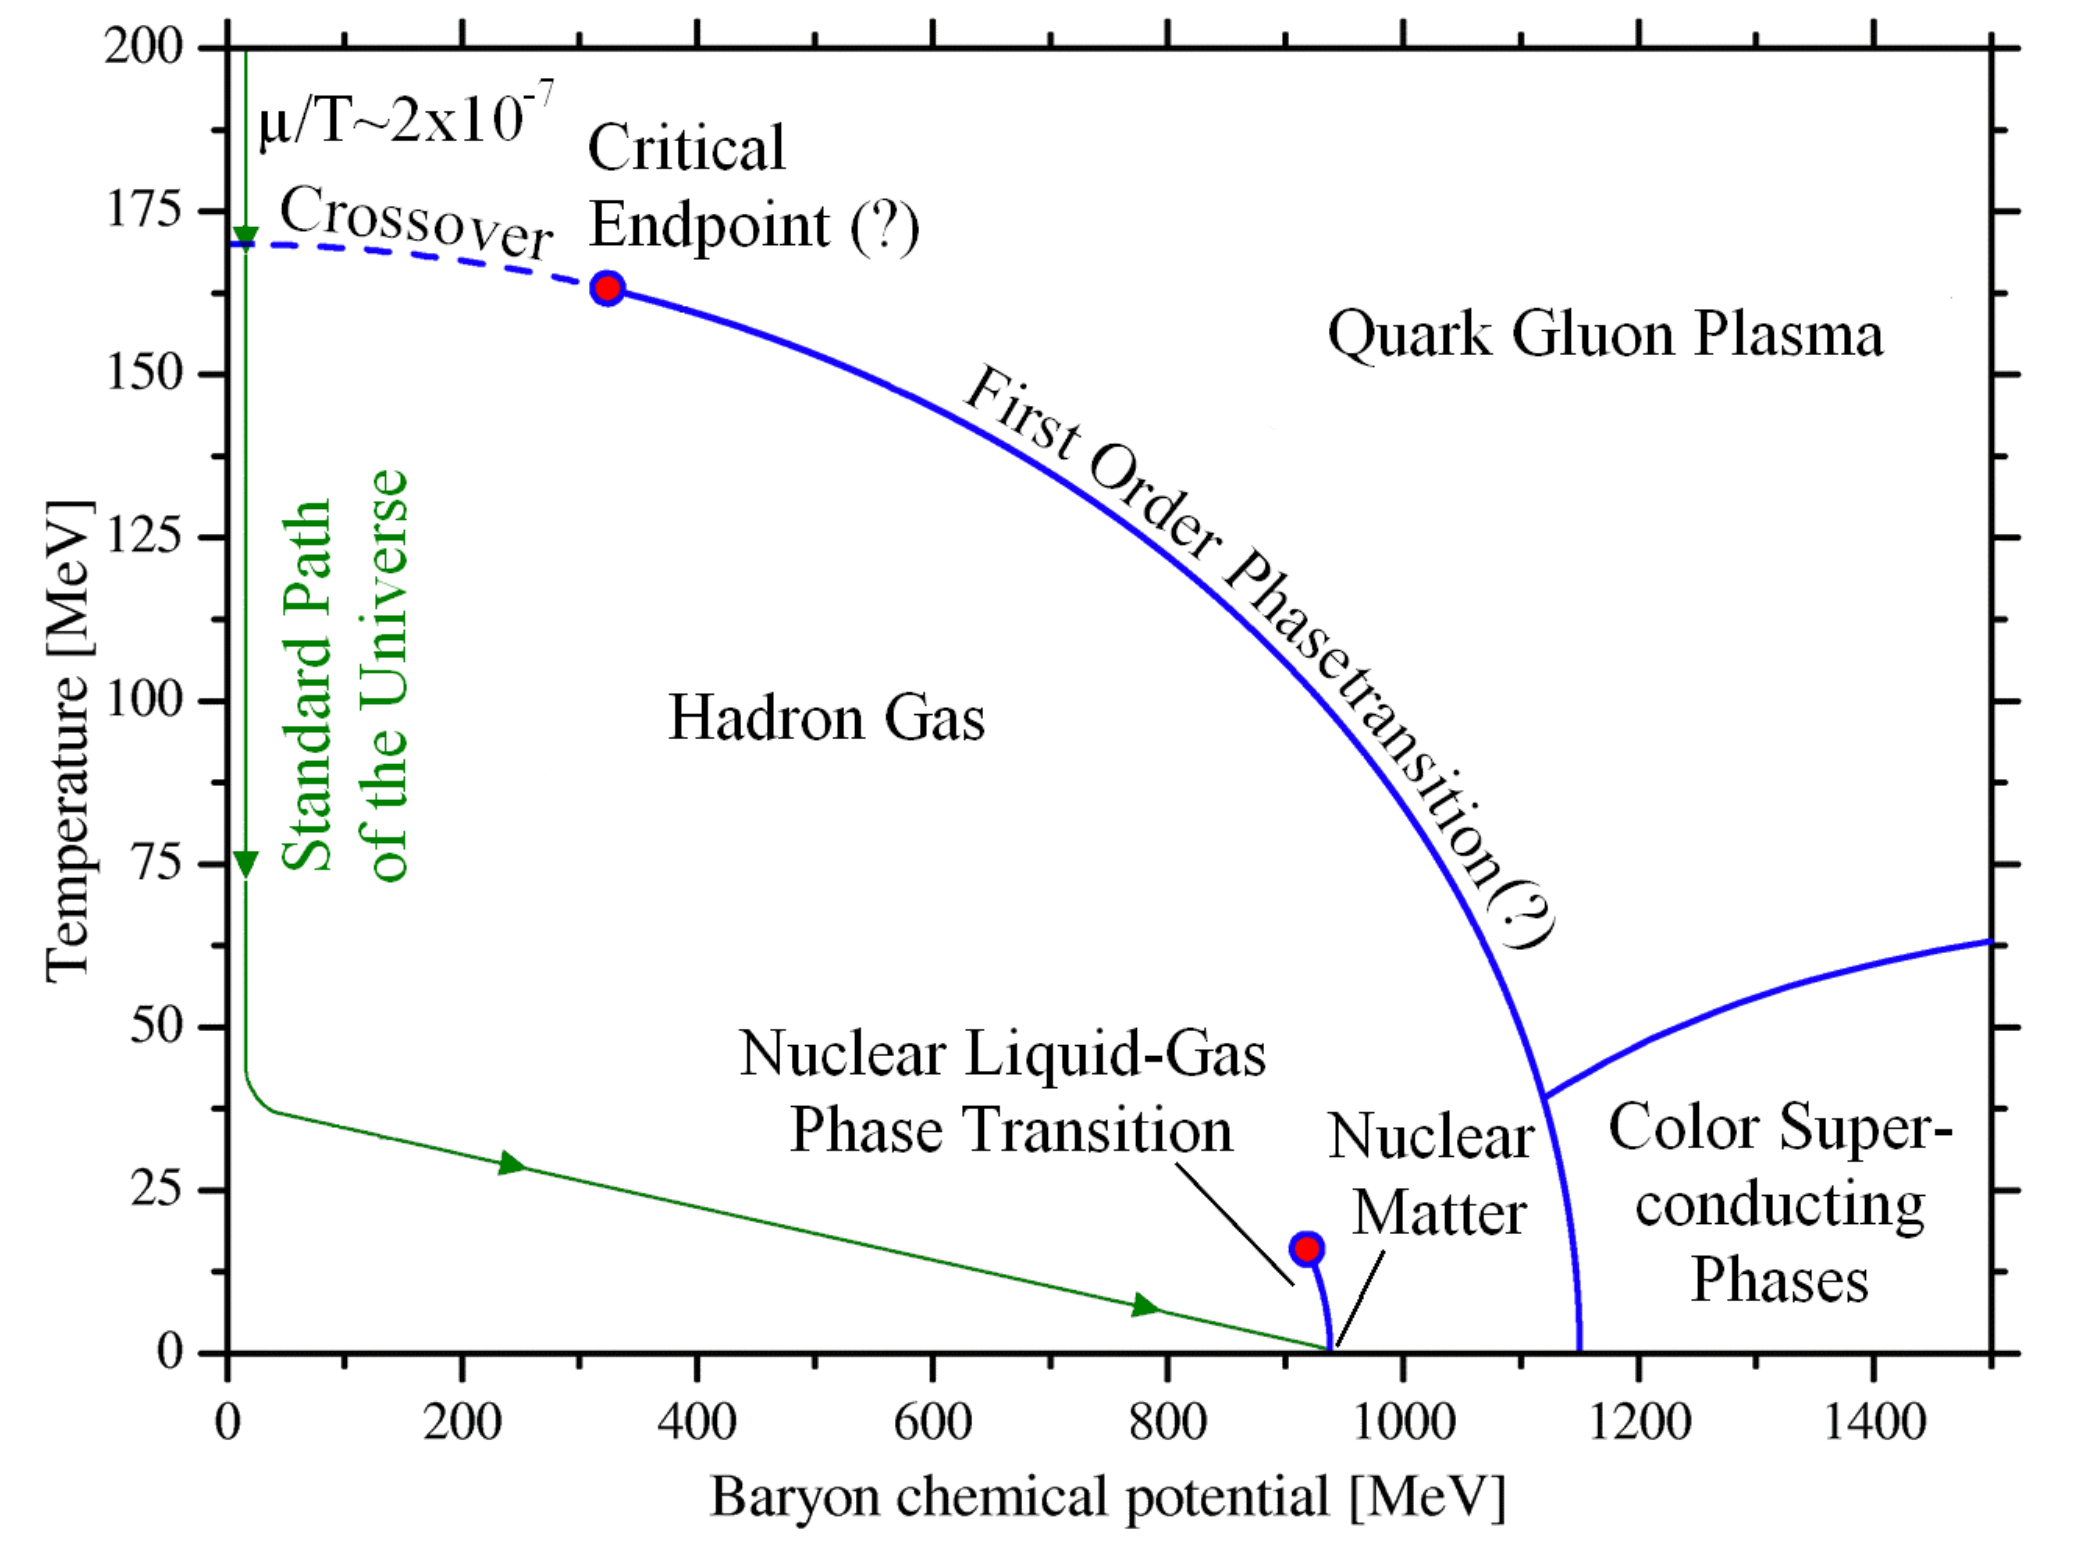 200
175
150
125
100
75
50
25
0
Temperature [MeV]
μ/T~2x10⁻⁷
Crossover
Critical
Endpoint (?)
Quark Gluon Plasma
First Order Phasetransition(?)
Standard Path
of the Universe
Hadron Gas
Nuclear Liquid-Gas
Phase Transition
Nuclear
Matter
Color Super-
conducting
Phases
0 200 400 600 800 1000 1200 1400
Baryon chemical potential [MeV]